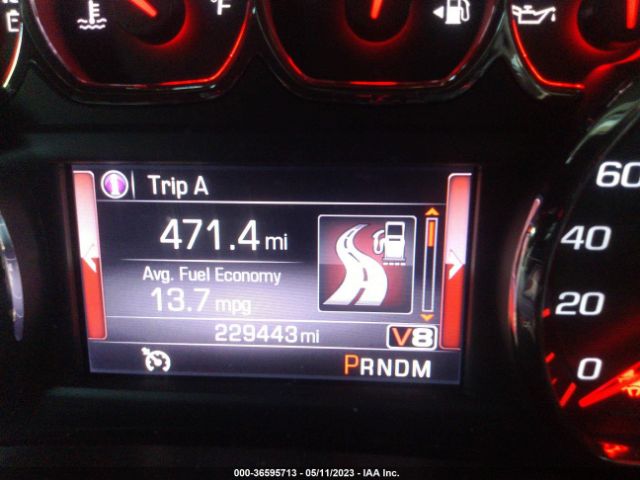 E
°F
Trip A
471.4 mi
Avg. Fuel Economy
13.7 mpg
229443 mi
V8
PRNDM
60
40
20
0
000-36595713 - 05/11/2023 - IAA Inc.